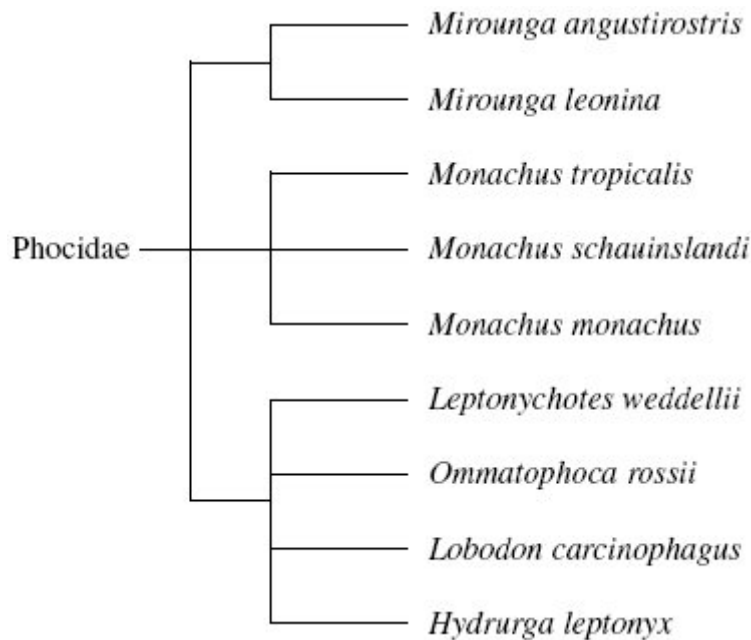 Mirounga angustirostris
Mirounga leonina
Monachus tropicalis
Phocidae
Monachus schauinslandi
Monachus monachus
Leptonychotes weddellii
Ommatophoca rossii
Lobodon carcinophagus
Hydrurga leptonyx